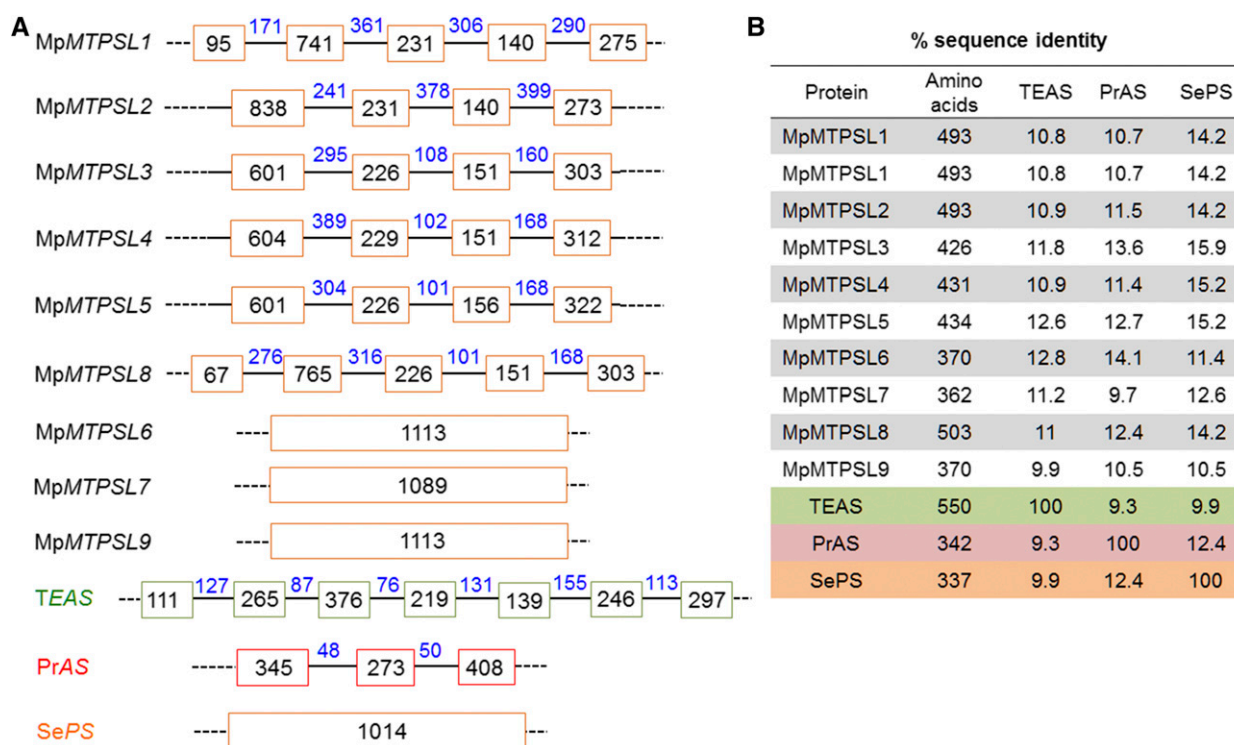 A
MpMTPSL1 95 171 741 361 231 306 140 290 275
MpMTPSL2 838 241 231 378 140 399 273
MpMTPSL3 601 295 226 108 151 160 303
MpMTPSL4 604 389 229 102 151 168 312
MpMTPSL5 601 304 226 101 156 168 322
MpMTPSL8 67 276 765 316 226 101 151 168 303
MpMTPSL6 1113
MpMTPSL7 1089
MpMTPSL9 1113
TEAS 111 127 265 87 376 76 219 131 139 155 246 113 297
PrAS 345 48 273 50 408
SePS 1014
B
% sequence identity
Protein Amino acids TEAS PrAS SePS
MpMTPSL1 493 10.8 10.7 14.2
MpMTPSL1 493 10.8 10.7 14.2
MpMTPSL2 493 10.9 11.5 14.2
MpMTPSL3 426 11.8 13.6 15.9
MpMTPSL4 431 10.9 11.4 15.2
MpMTPSL5 434 12.6 12.7 15.2
MpMTPSL6 370 12.8 14.1 11.4
MpMTPSL7 362 11.2 9.7 12.6
MpMTPSL8 503 11 12.4 14.2
MpMTPSL9 370 9.9 10.5 10.5
TEAS 550 100 9.3 9.9
PrAS 342 9.3 100 12.4
SePS 337 9.9 12.4 100